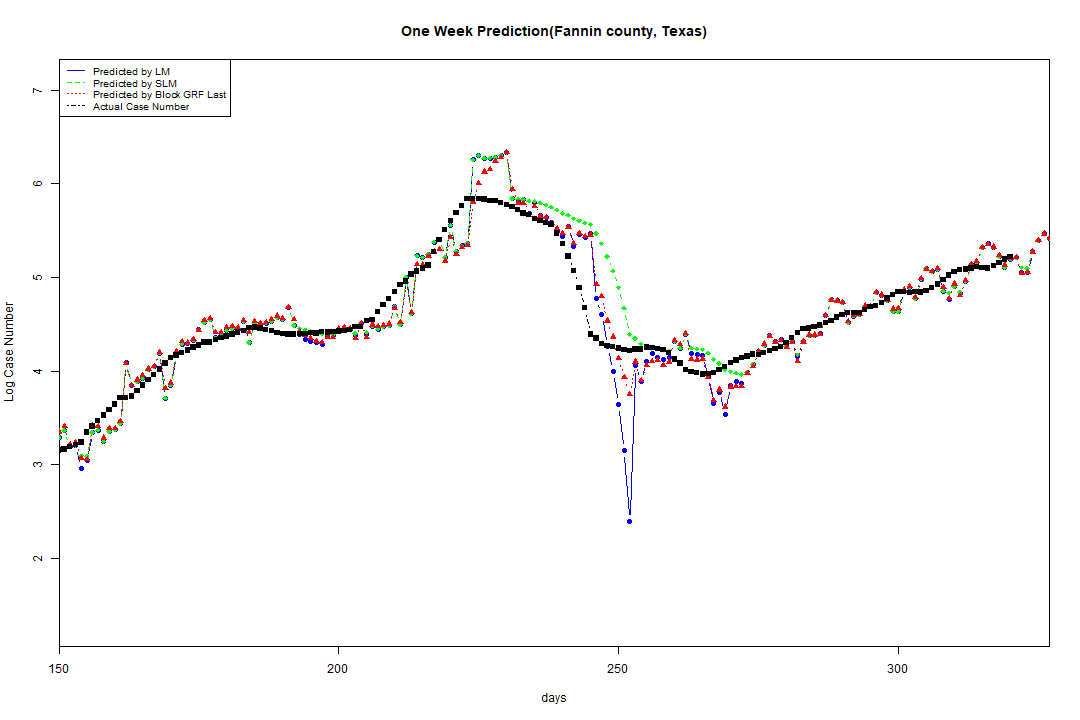 One Week Prediction(Fannin county, Texas)
Predicted by LM
Predicted by SLM
Predicted by Block GRF Last
Actual Case Number
7
6
5
4
3
2
Log Case Number
150
200
250
300
days